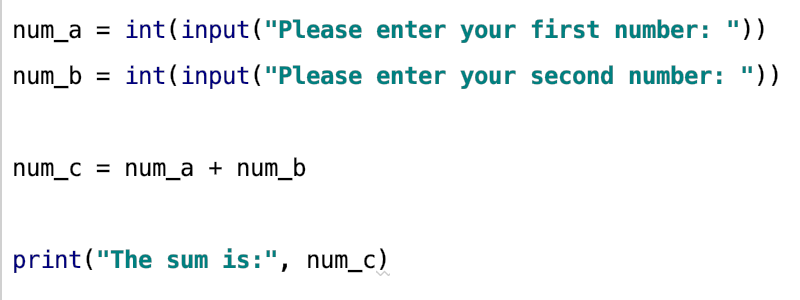 num_a = int(input("Please enter your first number: "))
num_b = int(input("Please enter your second number: "))
num_c = num_a + num_b
print("The sum is:", num_c)